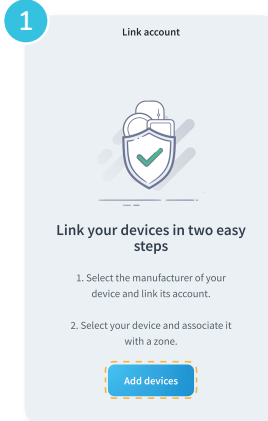 1
Link account
Link your devices in two easy
steps
1. Select the manufacturer of your
device and link its account.
2. Select your device and associate it
with a zone.
Add devices